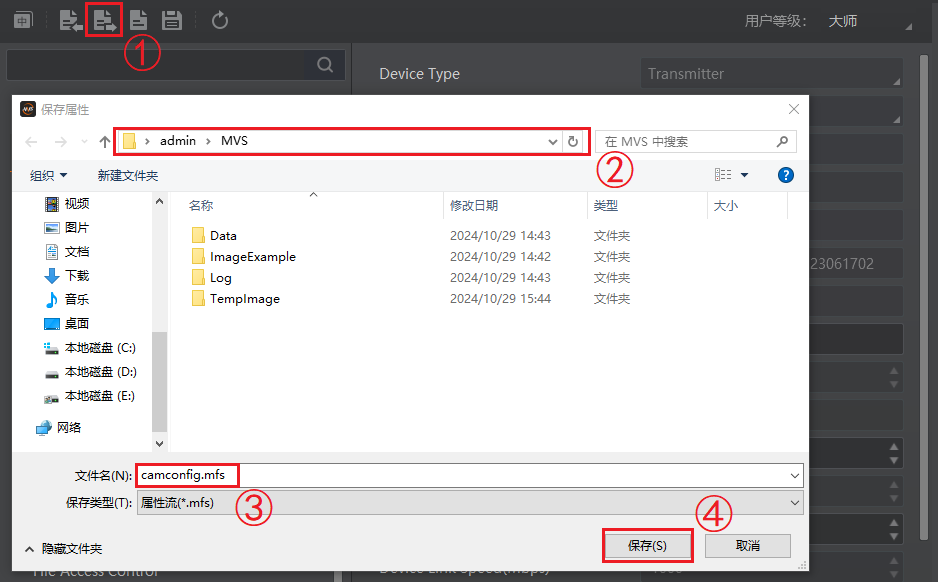 中
用户等级： 大师
①
Device Type Transmitter
MVS 保存属性
admin > MVS
在 MVS 中搜索
②
组织 新建文件夹
?
视频
图片
文档
下载
音乐
桌面
本地磁盘 (C:)
本地磁盘 (D:)
本地磁盘 (E:)
网络
名称 修改日期 类型 大小
Data 2024/10/29 14:43 文件夹
ImageExample 2024/10/29 14:42 文件夹
Log 2024/10/29 14:43 文件夹
TempImage 2024/10/29 15:44 文件夹
23061702
文件名(N): camconfig.mfs
保存类型(T): 属性流(*.mfs)
③
④
隐藏文件夹
保存(S) 取消
File Access Control
Device Link Speed(Mbps)